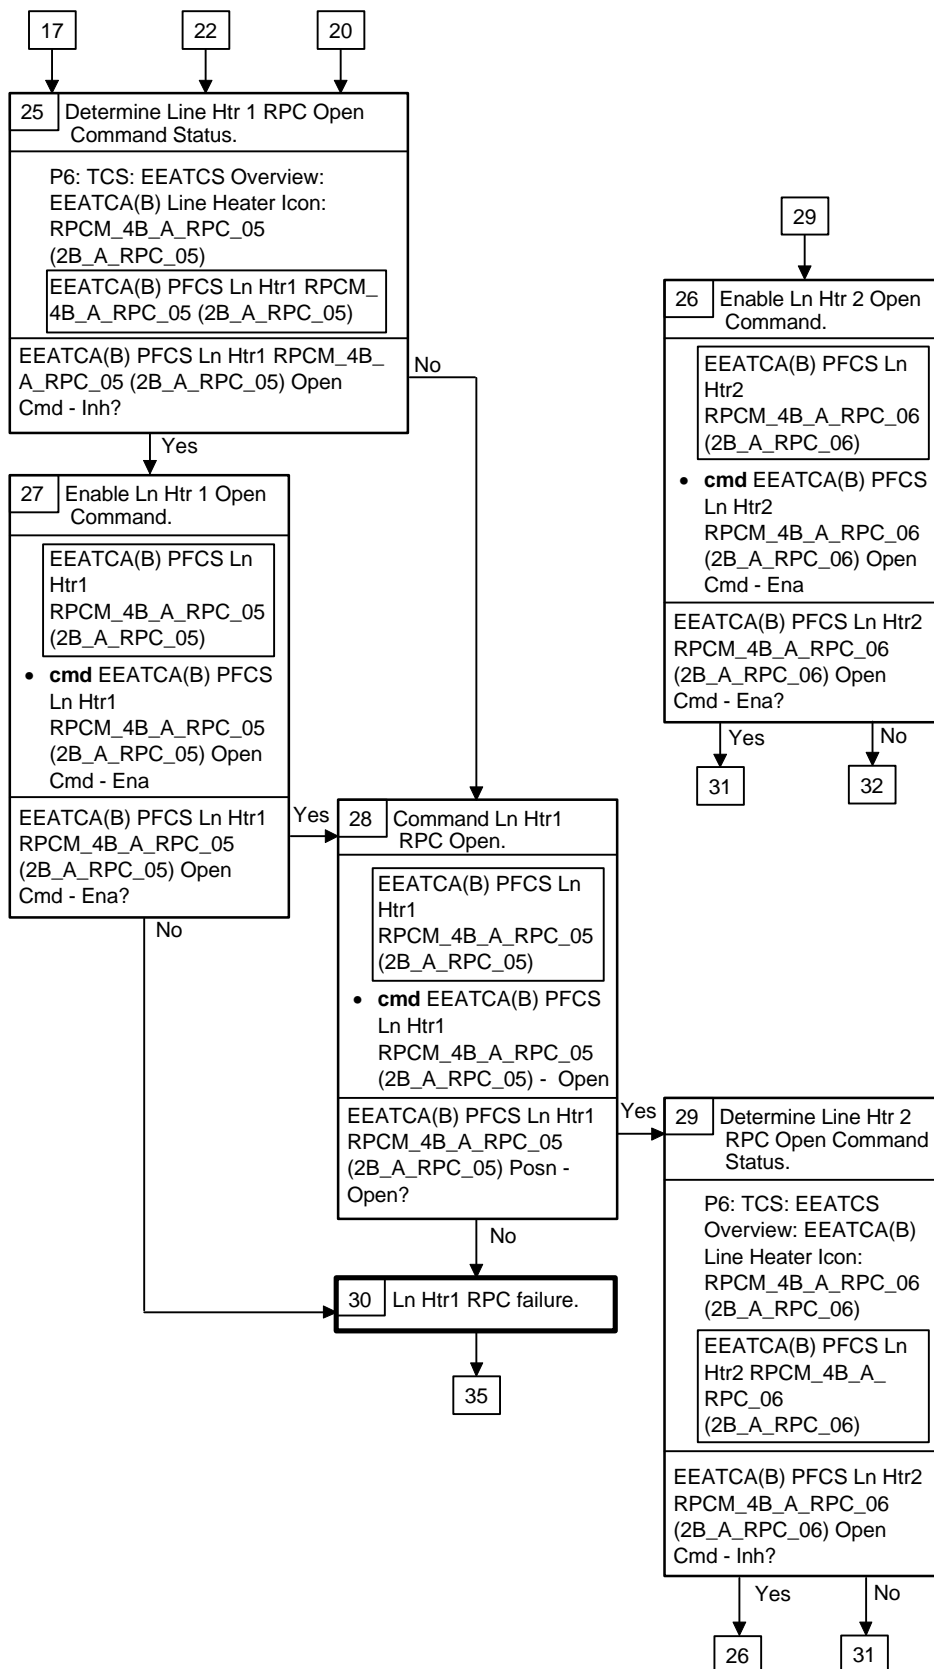 17
22
20
25 Determine Line Htr 1 RPC Open
Command Status.
P6: TCS: EEATCS Overview:
EEATCA(B) Line Heater Icon:
RPCM_4B_A_RPC_05
(2B_A_RPC_05)
EEATCA(B) PFCS Ln Htr1 RPCM_
4B_A_RPC_05 (2B_A_RPC_05)
EEATCA(B) PFCS Ln Htr1 RPCM_4B_
A_RPC_05 (2B_A_RPC_05) Open
Cmd - Inh?
No
Yes
27 Enable Ln Htr 1 Open
Command.
EEATCA(B) PFCS Ln
Htr1
RPCM_4B_A_RPC_05
(2B_A_RPC_05)
• cmd EEATCA(B) PFCS
Ln Htr1
RPCM_4B_A_RPC_05
(2B_A_RPC_05) Open
Cmd - Ena
EEATCA(B) PFCS Ln Htr1
RPCM_4B_A_RPC_05
(2B_A_RPC_05) Open
Cmd - Ena?
Yes
No
28 Command Ln Htr1
RPC Open.
EEATCA(B) PFCS Ln
Htr1
RPCM_4B_A_RPC_05
(2B_A_RPC_05)
• cmd EEATCA(B) PFCS
Ln Htr1
RPCM_4B_A_RPC_05
(2B_A_RPC_05) - Open
EEATCA(B) PFCS Ln Htr1
RPCM_4B_A_RPC_05
(2B_A_RPC_05) Posn -
Open?
Yes
No
30 Ln Htr1 RPC failure.
35
29
26 Enable Ln Htr 2 Open
Command.
EEATCA(B) PFCS Ln
Htr2
RPCM_4B_A_RPC_06
(2B_A_RPC_06)
• cmd EEATCA(B) PFCS
Ln Htr2
RPCM_4B_A_RPC_06
(2B_A_RPC_06) Open
Cmd - Ena
EEATCA(B) PFCS Ln Htr2
RPCM_4B_A_RPC_06
(2B_A_RPC_06) Open
Cmd - Ena?
Yes
No
31
32
29 Determine Line Htr 2
RPC Open Command
Status.
P6: TCS: EEATCS
Overview: EEATCA(B)
Line Heater Icon:
RPCM_4B_A_RPC_06
(2B_A_RPC_06)
EEATCA(B) PFCS Ln
Htr2 RPCM_4B_A_
RPC_06
(2B_A_RPC_06)
EEATCA(B) PFCS Ln Htr2
RPCM_4B_A_RPC_06
(2B_A_RPC_06) Open
Cmd - Inh?
Yes
No
26
31